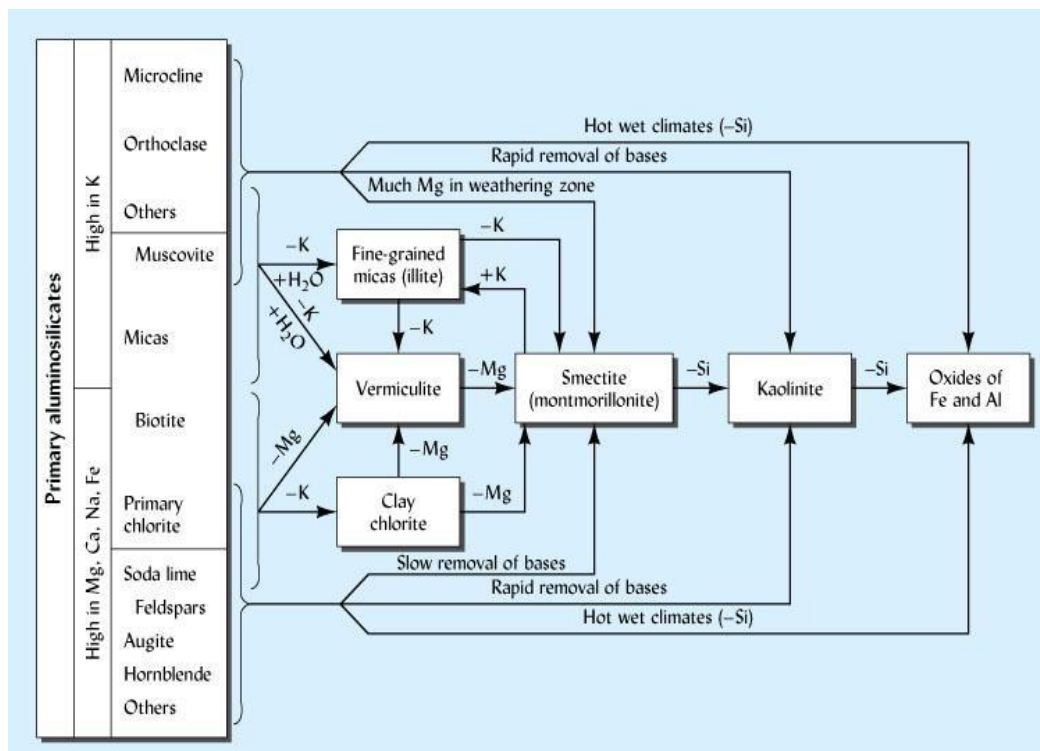 Primary aluminosilicates
High in K
High in Mg, Ca, Na, Fe
Microcline
Orthoclase
Others
Muscovite
Micas
Biotite
Primary
chlorite
Soda lime
Feldspars
Augite
Hornblende
Others
Hot wet climates (–Si)
Rapid removal of bases
Much Mg in weathering zone
–K
+H₂O
–K
+H₂O
Fine-grained
micas (illite)
–K
+K
–K
Vermiculite
–Mg
Smectite
(montmorillonite)
–Si
Kaolinite
–Si
Oxides of
Fe and Al
–Mg
–Mg
–K
Clay
chlorite
–Mg
Slow removal of bases
Rapid removal of bases
Hot wet climates (–Si)